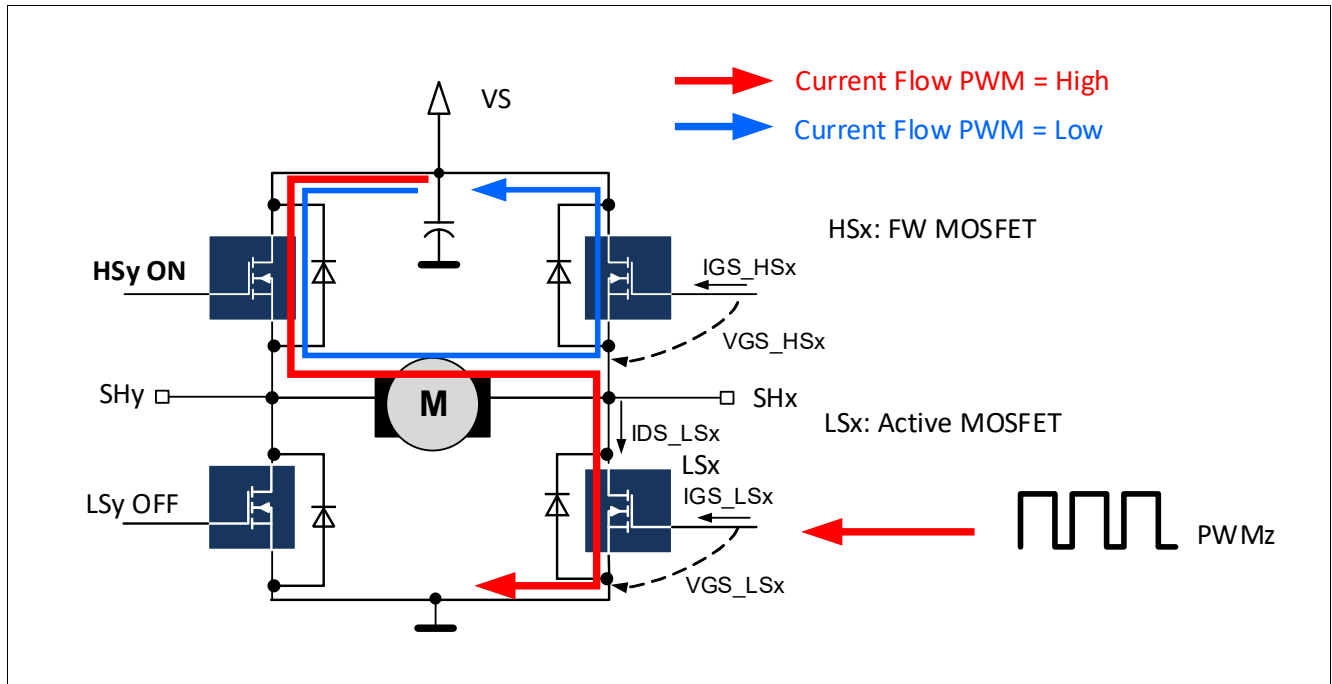 VS
Current Flow PWM = High
Current Flow PWM = Low
HSx: FW MOSFET
HSy ON
IGS_HSx
VGS_HSx
SHy
M
SHx
LSx: Active MOSFET
IDS_LSx
LSx
LSy OFF
IGS_LSx
PWMz
VGS_LSx